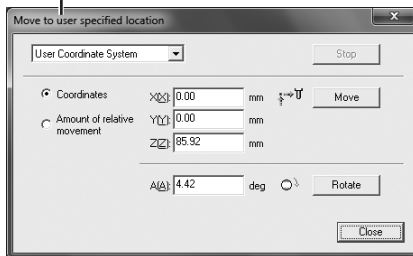 Move to user specified location
User Coordinate System
Stop
Coordinates
X(X): 0.00 mm
Move
Amount of relative
movement
Y(Y): 0.00 mm
Z(Z): 85.92 mm
A(A): 4.42 deg
Rotate
Close